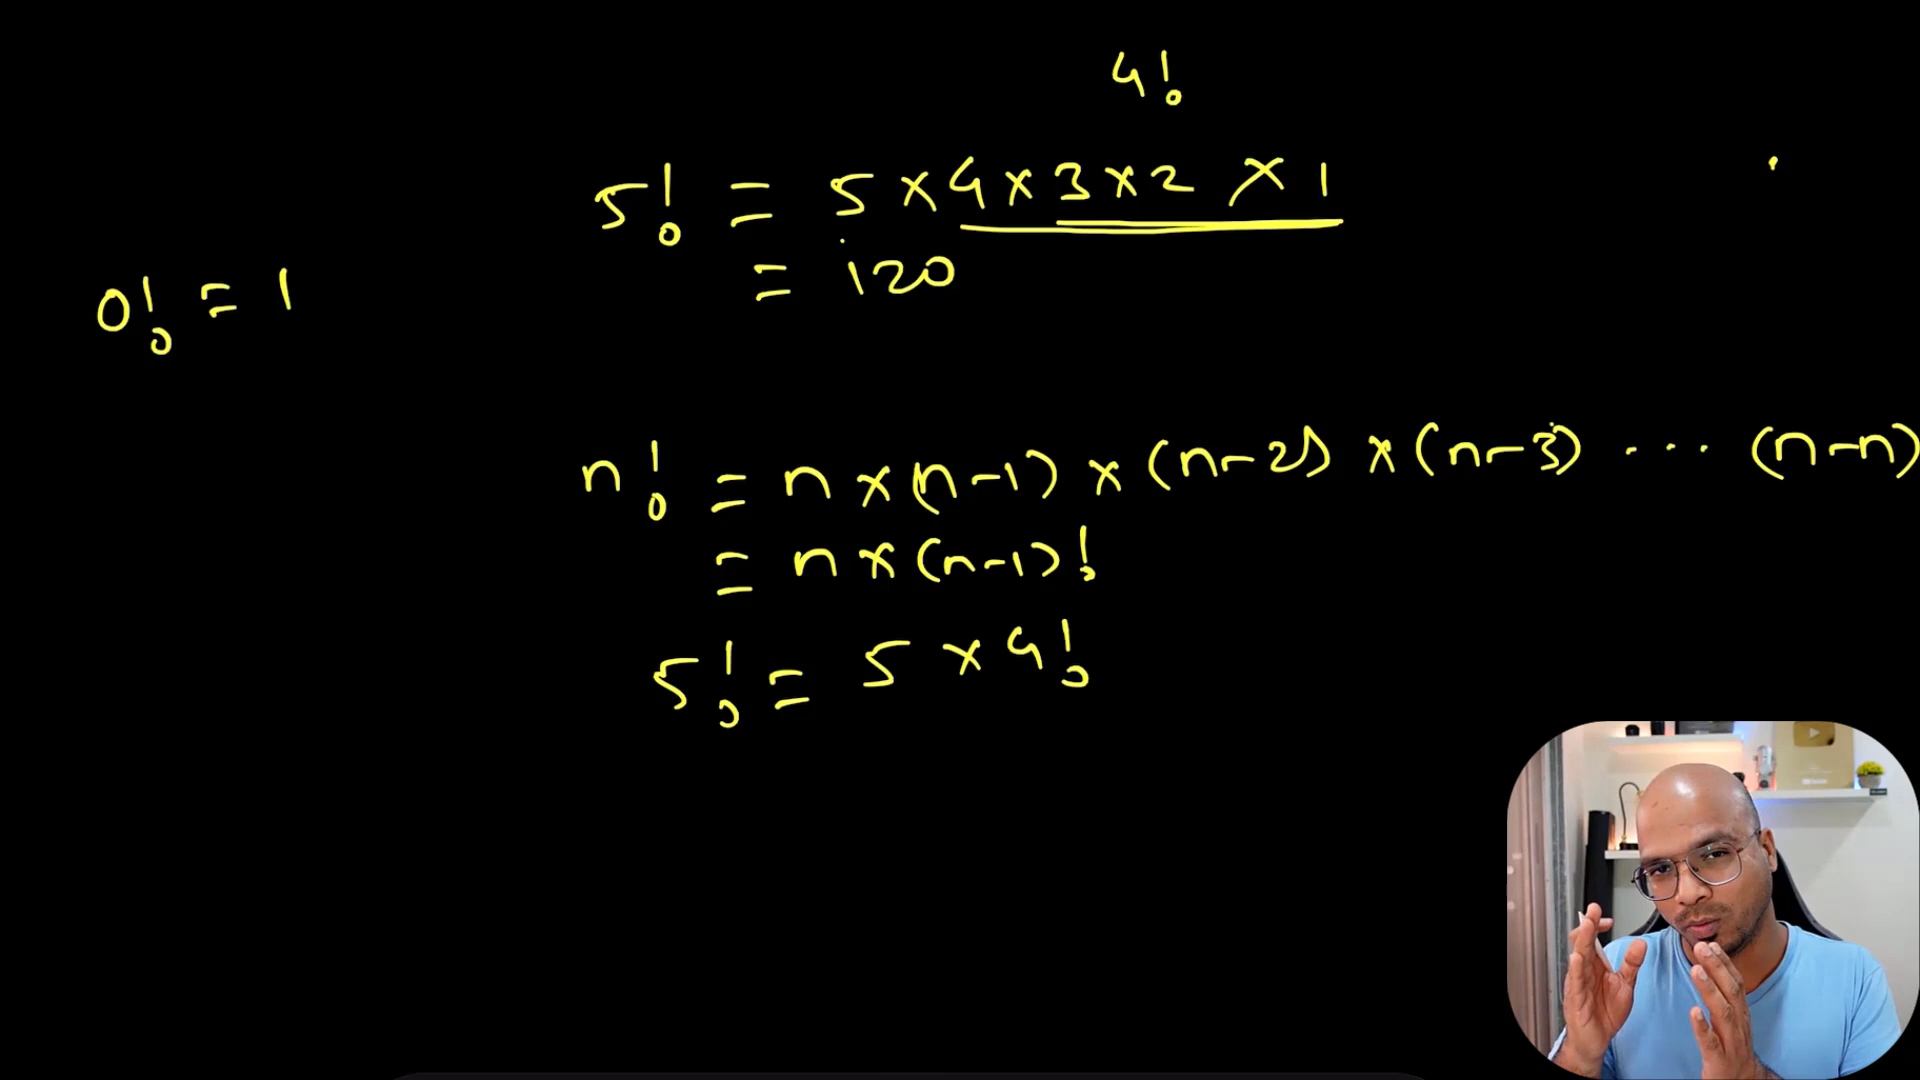 4!
5! = 5 × 4 × 3 × 2 × 1
= 120
0! = 1
n! = n × (n-1) × (n-2) × (n-3) ... (n-n)
= n × (n-1)!
5! = 5 × 4!